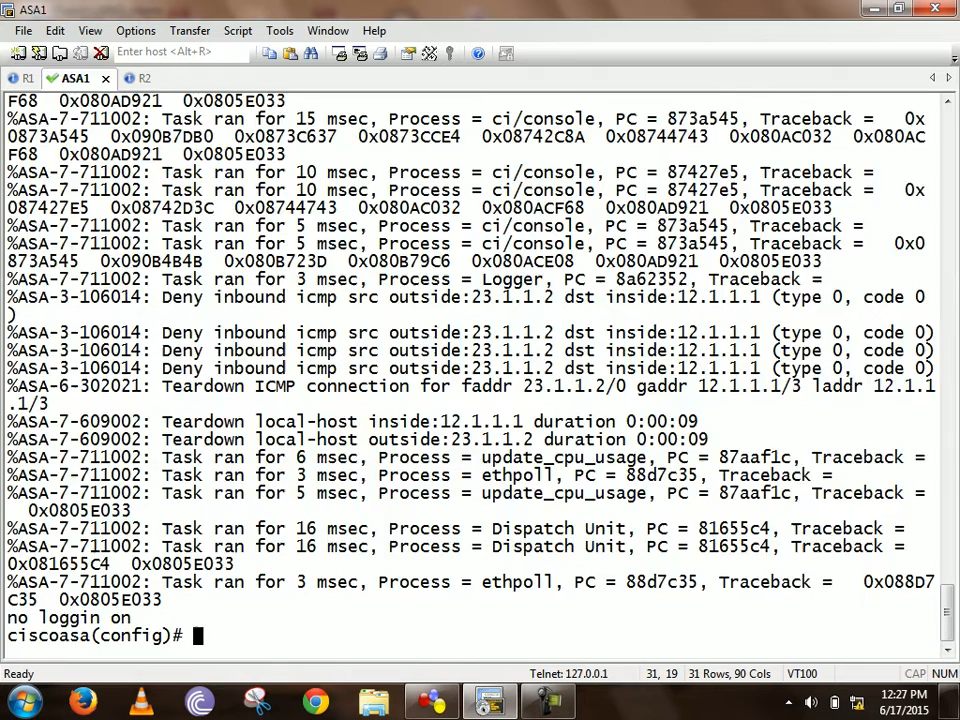 ASA1
File Edit View Options Transfer Script Tools Window Help
Enter host <Alt+R>
R1 ASA1 x R2
F68  0x080AD921  0x0805E033
%ASA-7-711002: Task ran for 15 msec, Process = ci/console, PC = 873a545, Traceback =   0x
0873A545  0x090B7DB0  0x0873C637  0x0873CCE4  0x08742C8A  0x08744743  0x080AC032  0x080AC
F68  0x080AD921  0x0805E033
%ASA-7-711002: Task ran for 10 msec, Process = ci/console, PC = 87427e5, Traceback =
%ASA-7-711002: Task ran for 10 msec, Process = ci/console, PC = 87427e5, Traceback =   0x
087427E5  0x08742D3C  0x08744743  0x080AC032  0x080ACF68  0x080AD921  0x0805E033
%ASA-7-711002: Task ran for 5 msec, Process = ci/console, PC = 873a545, Traceback =
%ASA-7-711002: Task ran for 5 msec, Process = ci/console, PC = 873a545, Traceback =   0x0
873A545  0x090B4B4B  0x080B723D  0x080B79C6  0x080ACE08  0x080AD921  0x0805E033
%ASA-7-711002: Task ran for 3 msec, Process = Logger, PC = 8a62352, Traceback =
%ASA-3-106014: Deny inbound icmp src outside:23.1.1.2 dst inside:12.1.1.1 (type 0, code 0
)
%ASA-3-106014: Deny inbound icmp src outside:23.1.1.2 dst inside:12.1.1.1 (type 0, code 0)
%ASA-3-106014: Deny inbound icmp src outside:23.1.1.2 dst inside:12.1.1.1 (type 0, code 0)
%ASA-3-106014: Deny inbound icmp src outside:23.1.1.2 dst inside:12.1.1.1 (type 0, code 0)
%ASA-6-302021: Teardown ICMP connection for faddr 23.1.1.2/0 gaddr 12.1.1.1/3 laddr 12.1.1
.1/3
%ASA-7-609002: Teardown local-host inside:12.1.1.1 duration 0:00:09
%ASA-7-609002: Teardown local-host outside:23.1.1.2 duration 0:00:09
%ASA-7-711002: Task ran for 6 msec, Process = update_cpu_usage, PC = 87aaf1c, Traceback =
%ASA-7-711002: Task ran for 3 msec, Process = ethpoll, PC = 88d7c35, Traceback =
%ASA-7-711002: Task ran for 5 msec, Process = update_cpu_usage, PC = 87aaf1c, Traceback =
0x0805E033
%ASA-7-711002: Task ran for 16 msec, Process = Dispatch Unit, PC = 81655c4, Traceback =
%ASA-7-711002: Task ran for 16 msec, Process = Dispatch Unit, PC = 81655c4, Traceback =
0x081655C4  0x0805E033
%ASA-7-711002: Task ran for 3 msec, Process = ethpoll, PC = 88d7c35, Traceback =   0x088D7
C35  0x0805E033
no loggin on
ciscoasa(config)#
Ready Telnet: 127.0.0.1 31, 19 31 Rows, 90 Cols VT100 CAP NUM
12:27 PM
6/17/2015